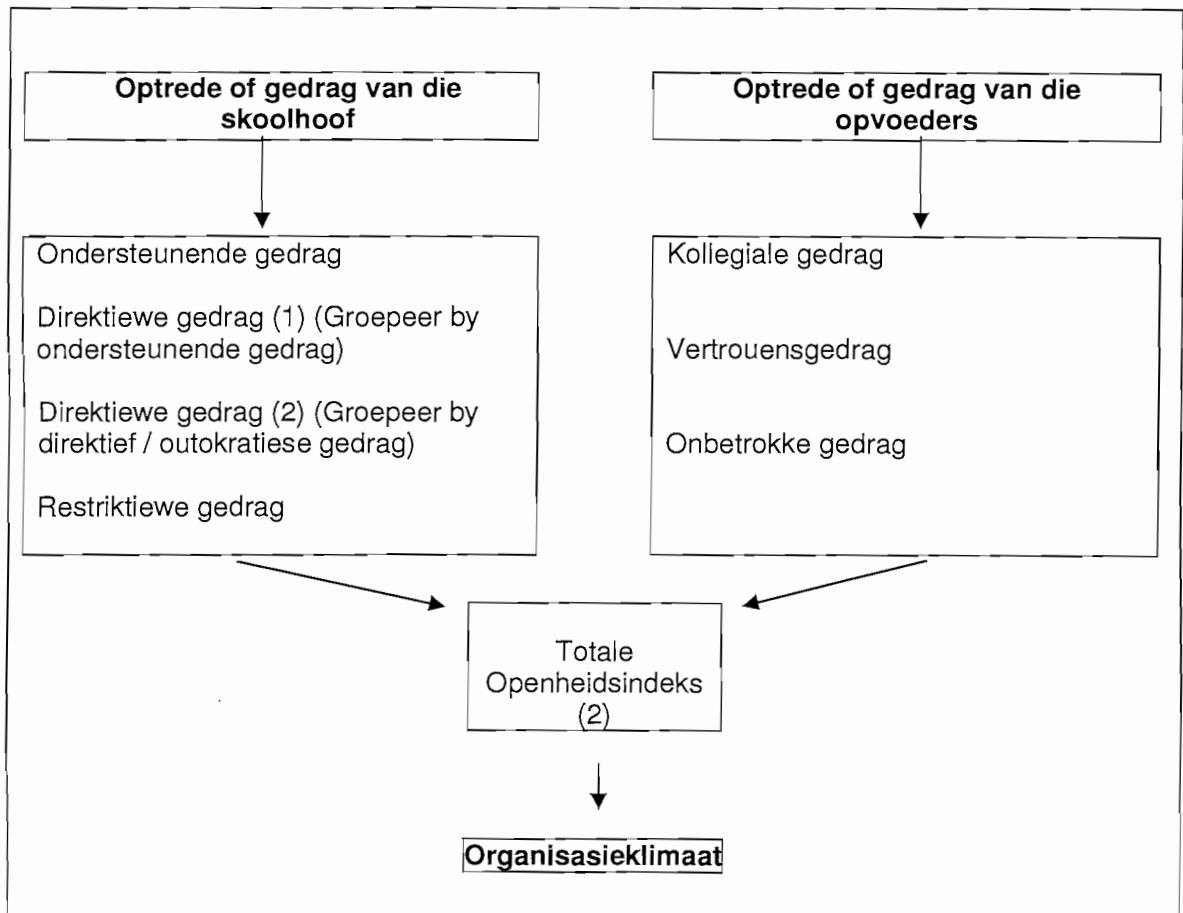 Optrede of gedrag van die
skoolhoof
Optrede of gedrag van die
opvoeders
Ondersteunende gedrag
Direktiewe gedrag (1) (Groepeer by
ondersteunende gedrag)
Direktiewe gedrag (2) (Groepeer by
direktief / outokratiese gedrag)
Restriktiewe gedrag
Kollegiale gedrag
Vertrouensgedrag
Onbetrokke gedrag
Totale
Openheidsindeks
(2)
Organisasieklimaat